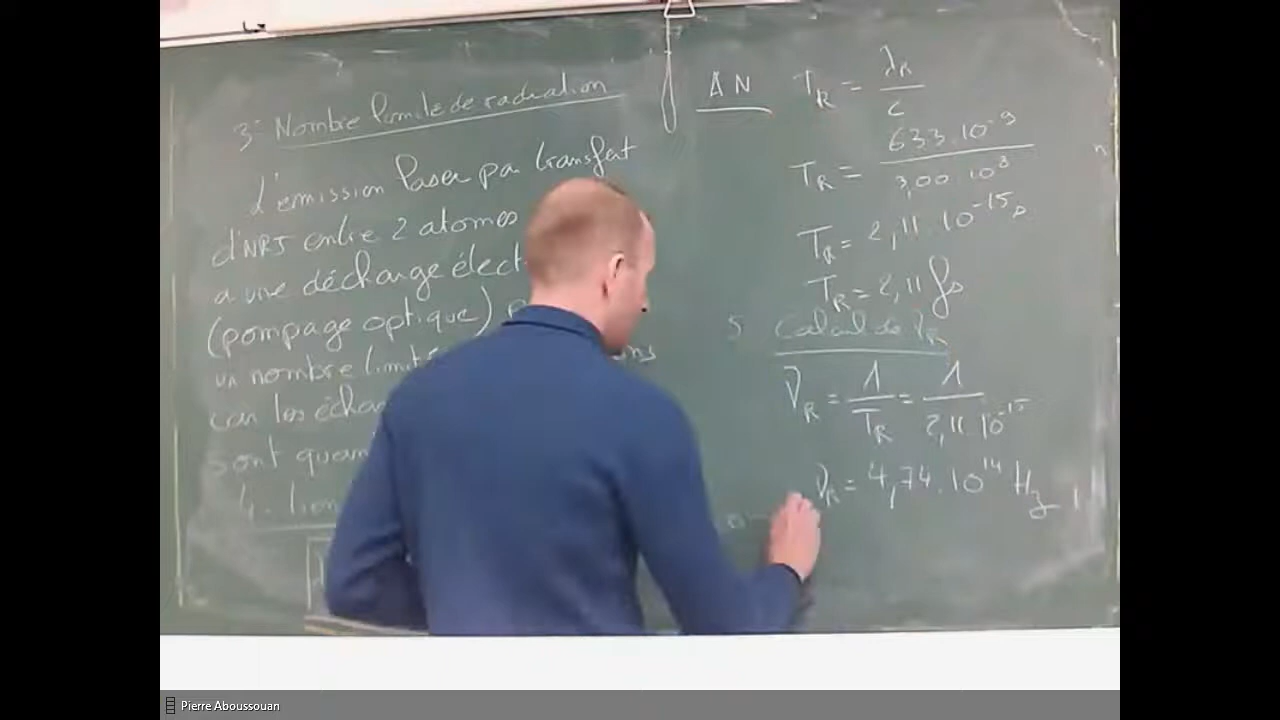 3- Nombre limite de radiation
L'émission laser par transfert
d'NRJ entre 2 atomes
a une décharge élect
(pompage optique) p
un nombre limité ons
car les échan
sont quan
4. lien
AN
T_R = λ_R / c
T_R = 633.10⁻⁹ / 3,00.10⁸
T_R = 2,11.10⁻¹⁵ s
T_R = 2,11 fs
5 Calcul de ν_R
ν_R = 1 / T_R = 1 / 2,11.10⁻¹⁵
ν_R = 4,74.10¹⁴ Hz
Pierre Aboussouan